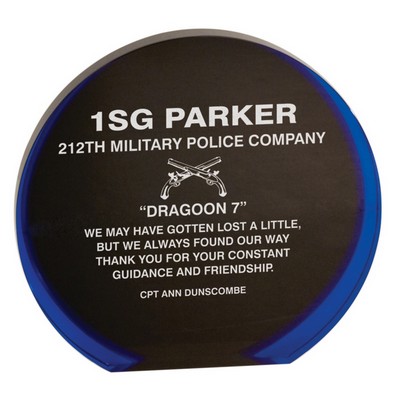 1SG PARKER
212TH MILITARY POLICE COMPANY
“DRAGOON 7”
WE MAY HAVE GOTTEN LOST A LITTLE,
BUT WE ALWAYS FOUND OUR WAY
THANK YOU FOR YOUR CONSTANT
GUIDANCE AND FRIENDSHIP.
CPT ANN DUNSCOMBE